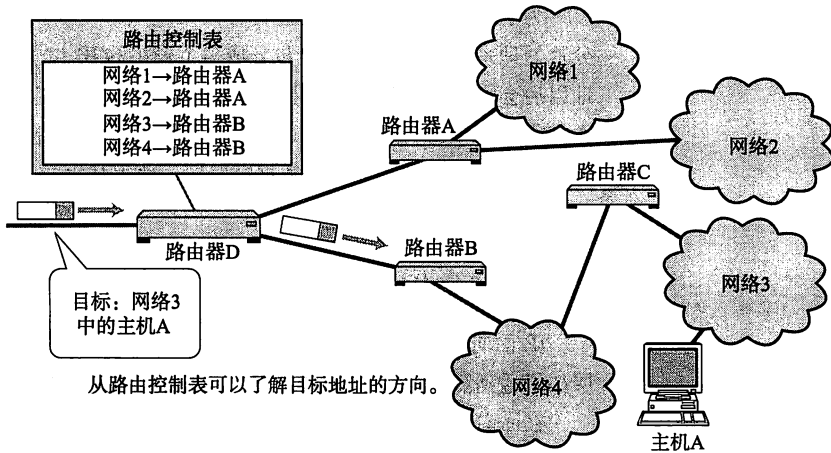 路由控制表
网络1→路由器A
网络2→路由器A
网络3→路由器B
网络4→路由器B
网络1
路由器A
网络2
路由器C
路由器D
路由器B
网络3
目标：网络3
中的主机A
从路由控制表可以了解目标地址的方向。
网络4
主机A